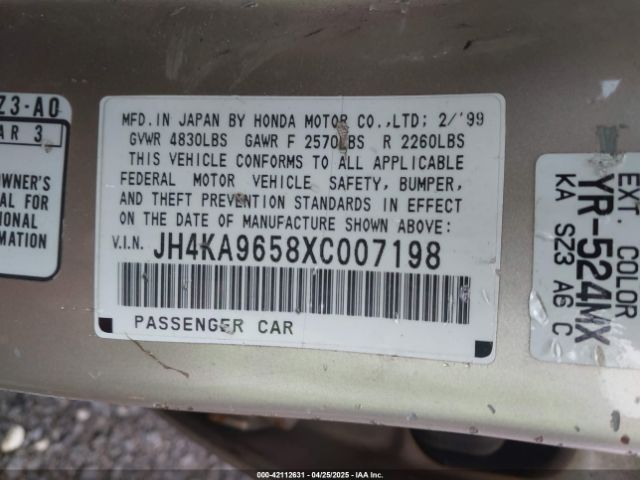 Z3-A0
AR 3
OWNER'S
AL FOR
IONAL
RMATION
MFD. IN JAPAN BY HONDA MOTOR CO.,LTD; 2/'99
GVWR 4830LBS GAWR F 2570LBS R 2260LBS
THIS VEHICLE CONFORMS TO ALL APPLICABLE
FEDERAL MOTOR VEHICLE SAFETY, BUMPER,
AND THEFT PREVENTION STANDARDS IN EFFECT
ON THE DATE OF MANUFACTURE SHOWN ABOVE:
V.I.N. JH4KA9658XC007198
PASSENGER CAR
EXT. COLOR
YR-524MX
KA SZ3 A6 C
000-42112631 - 04/25/2025 - IAA Inc.